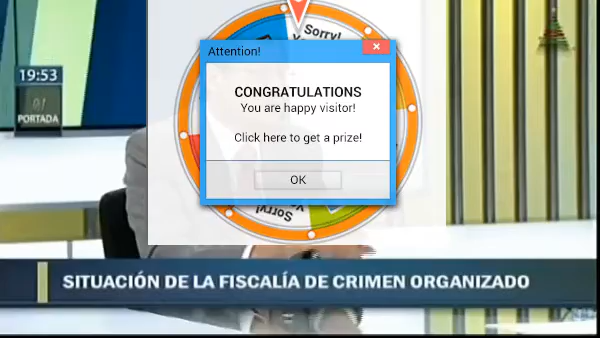 Sorry!
Attention!
19:53
CONGRATULATIONS
You are happy visitor!
PORTADA
Click here to get a prize!
OK
Sorry!
SITUACIÓN DE LA FISCALÍA DE CRIMEN ORGANIZADO